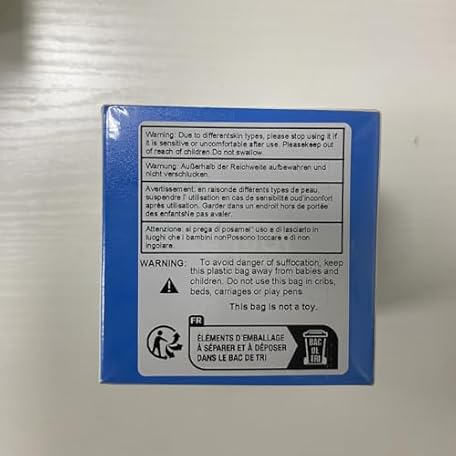 Warning: Due to differentskin types, please stop using it if
it is sensitive or uncomfortable after use. Pleasekeep out
of reach of children.Do not swallow.
Warnung: Außerhalb der Reichweite aufbewahren und
nicht verschlucken.
Avertissement: en raisonde différents types de peau,
suspendre l' utilisation en cas de sensibilité oud'inconfort
après utilisation. Garder dans un endroit hors de portée
des enfantsNe pas avaler.
Attenzione: si prega di posarnel' uso e di lasciarlo in
luoghi che i bambini nonPossono toccare e di non
ingoiare.
WARNING: To avoid danger of suffocation, keep
this plastic bag away from babies and
children. Do not use this bag in cribs,
beds, carriages or play pens.
This bag is not a toy.
FR
ÉLÉMENTS D'EMBALLAGE
À SÉPARER ET À DÉPOSER
DANS LE BAC DE TRI
BAC
DE
TRI